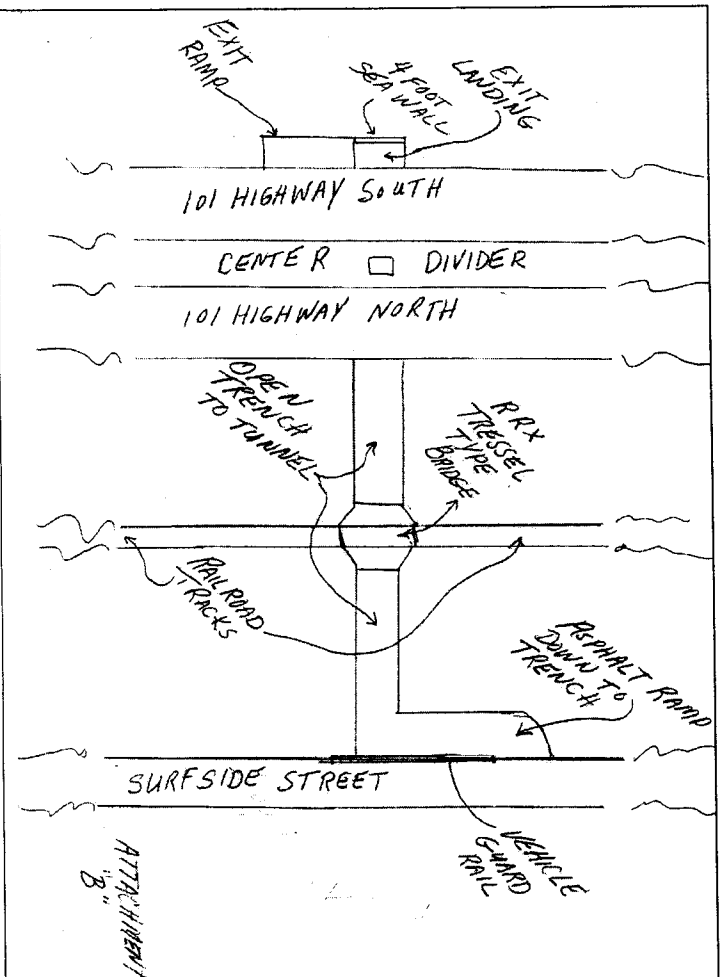 EXIT
RAMP
4 FOOT
SEA WALL
EXIT
LANDING
101 HIGHWAY SOUTH
CENTER DIVIDER
101 HIGHWAY NORTH
OPEN
TRENCH
TO TUNNEL
RRX
TRESSEL
TYPE
BRIDGE
RAILROAD
TRACKS
ASPHALT RAMP
DOWN TO
TRENCH
SURFSIDE STREET
VEHICLE
GUARD
RAIL
ATTACHMENT
"B"